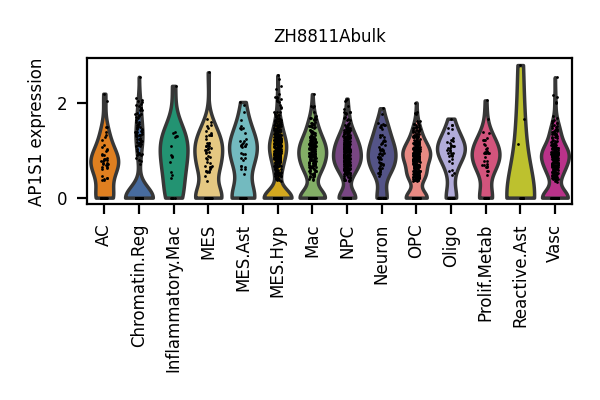 ZH8811Abulk
AP1S1 expression
2
0
AC
Chromatin.Reg
Inflammatory.Mac
MES
MES.Ast
MES.Hyp
Mac
NPC
Neuron
OPC
Oligo
Prolif.Metab
Reactive.Ast
Vasc